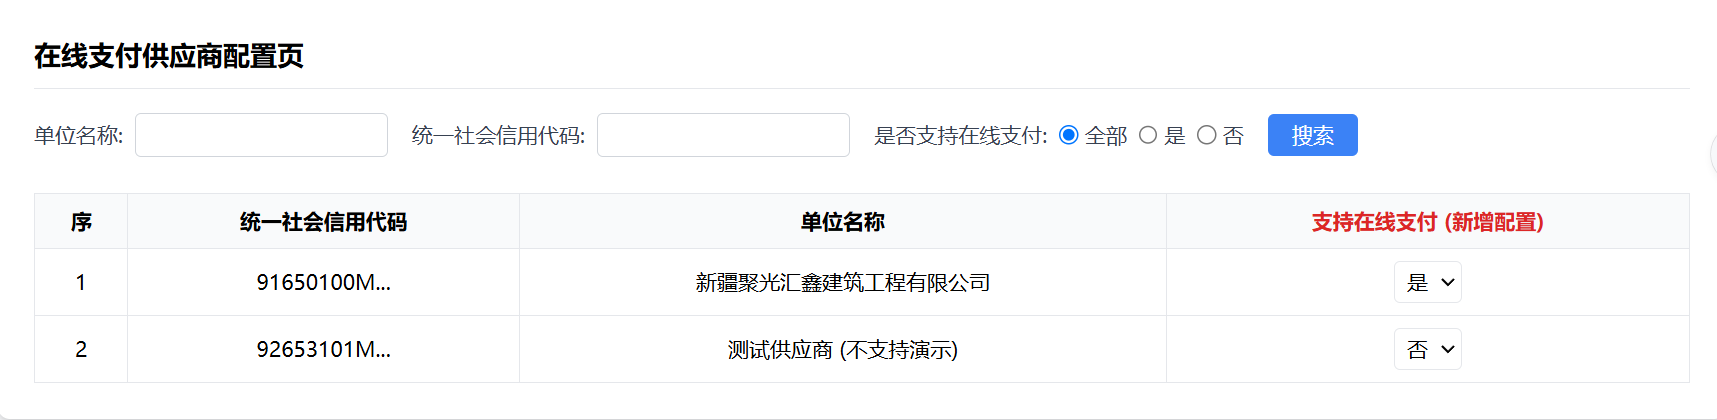 在线支付供应商配置页
单位名称: 统一社会信用代码: 是否支持在线支付: 全部 是 否 搜索
序 统一社会信用代码 单位名称 支持在线支付 (新增配置)
1 91650100M... 新疆聚光汇鑫建筑工程有限公司 是
2 92653101M... 测试供应商 (不支持演示) 否